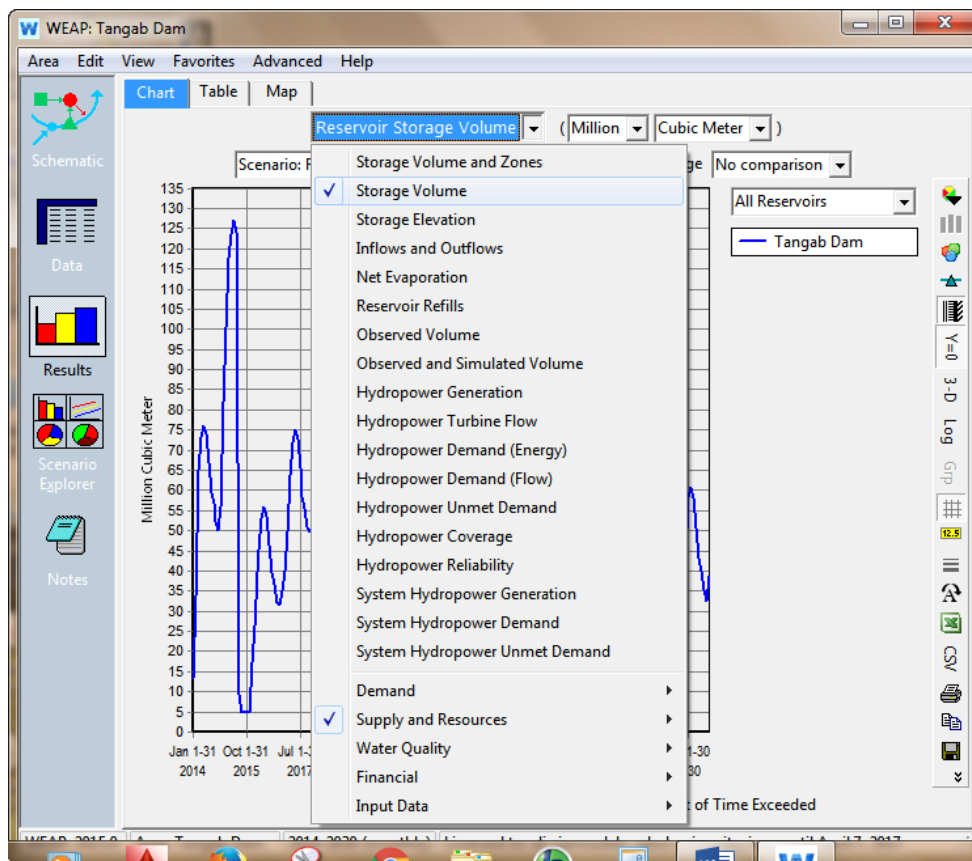 WEAP: Tangab Dam
Area Edit View Favorites Advanced Help
Chart Table Map
Schematic
Data
Results
Scenario
Explorer
Notes
Reservoir Storage Volume ( Million Cubic Meter )
Scenario: No comparison
All Reservoirs
Tangab Dam
Million Cubic Meter
135
130
125
120
115
110
105
100
95
90
85
80
75
70
65
60
55
50
45
40
35
30
25
20
15
10
5
0
Jan 1-31 Oct 1-31 Jul
2014 2015 2017
Storage Volume and Zones
Storage Volume
Storage Elevation
Inflows and Outflows
Net Evaporation
Reservoir Refills
Observed Volume
Observed and Simulated Volume
Hydropower Generation
Hydropower Turbine Flow
Hydropower Demand (Energy)
Hydropower Demand (Flow)
Hydropower Unmet Demand
Hydropower Coverage
Hydropower Reliability
System Hydropower Generation
System Hydropower Demand
System Hydropower Unmet Demand
Demand
Supply and Resources
Water Quality
Financial
Input Data
of Time Exceeded
Y=0
3-D
Log
Grp
12.5
CSV